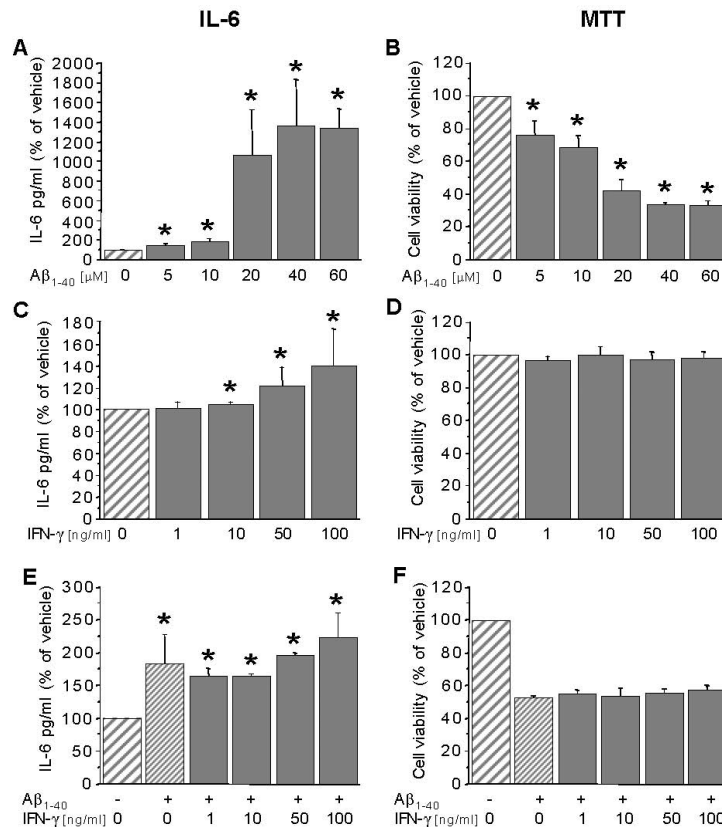 IL-6 MTT
A
IL-6 pg/ml (% of vehicle)
2000
1800
1600
1400
1200
1000
800
600
400
200
0
* * * * *
Aβ1-40 [μM] 0 5 10 20 40 60
B
Cell viability (% of vehicle)
120
100
80
60
40
20
0
* * * * *
Aβ1-40 [μM] 0 5 10 20 40 60
C
IL-6 pg/ml (% of vehicle)
180
160
140
120
100
80
60
40
20
0
* * *
IFN-γ [ng/ml] 0 1 10 50 100
D
Cell viability (% of vehicle)
120
100
80
60
40
20
0
IFN-γ [ng/ml] 0 1 10 50 100
E
IL-6 pg/ml (% of vehicle)
300
250
200
150
100
50
0
* * * * *
Aβ1-40 - + + + + +
IFN-γ [ng/ml] 0 0 1 10 50 100
F
Cell viability (% of vehicle)
120
100
80
60
40
20
0
Aβ1-40 - + + + + +
IFN-γ [ng/ml] 0 0 1 10 50 100